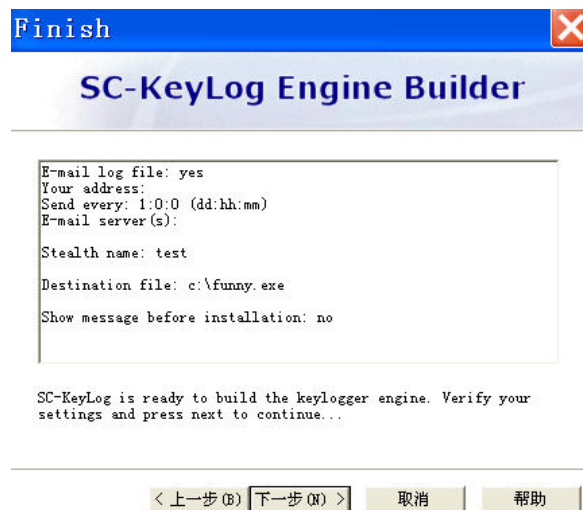 Finish
SC-KeyLog Engine Builder
E-mail log file: yes
Your address:
Send every: 1:0:0 (dd:hh:mm)
E-mail server(s):
Stealth name: test
Destination file: c:\funny.exe
Show message before installation: no
SC-KeyLog is ready to build the keylogger engine. Verify your
settings and press next to continue...
< 上一步(B) 下一步(N) > 取消 帮助